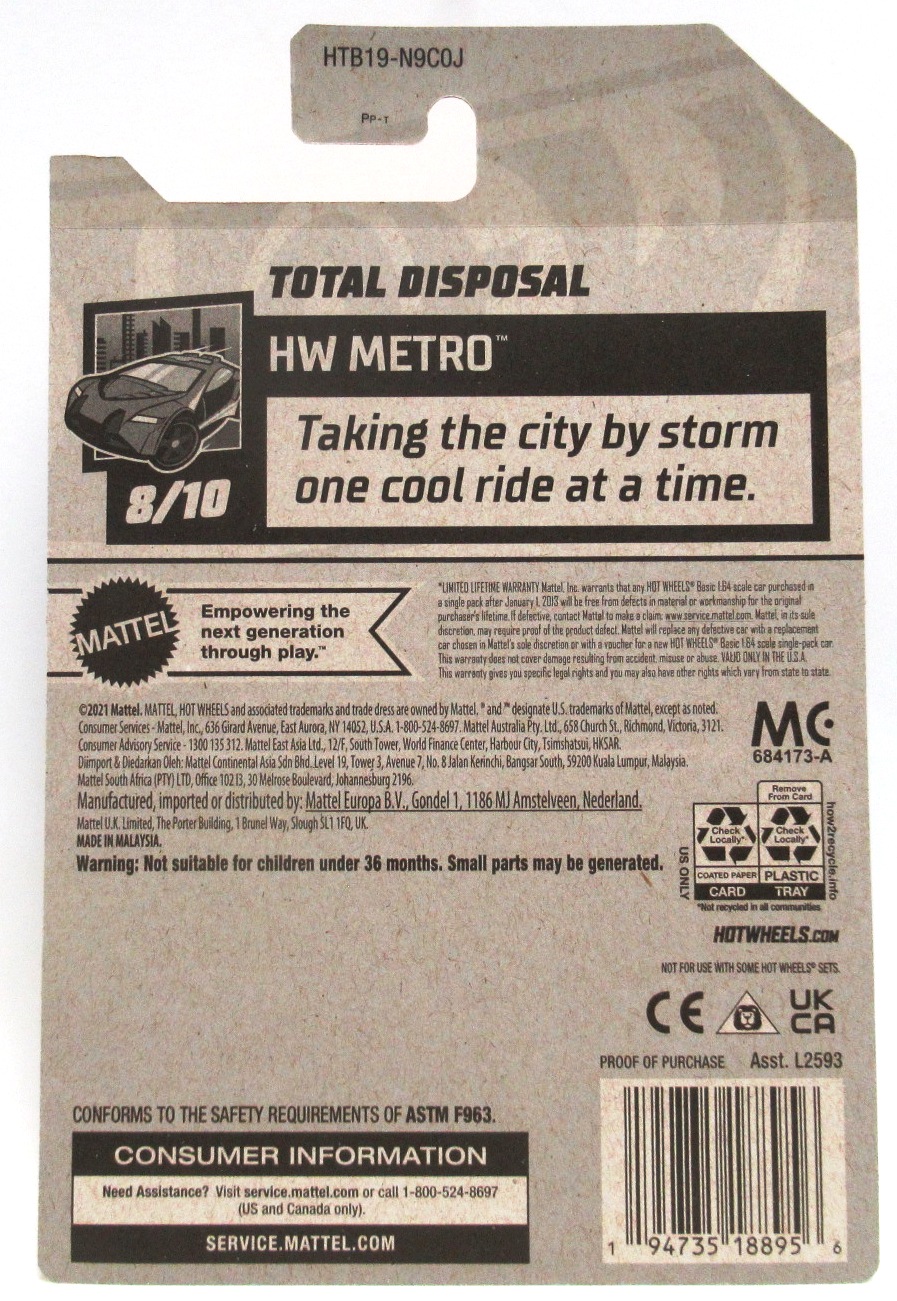 HTB19-N9C0J
PP-T
TOTAL DISPOSAL
HW METRO™
8/10
Taking the city by storm
one cool ride at a time.
MATTEL
Empowering the
next generation
through play.™
*LIMITED LIFETIME WARRANTY Mattel, Inc. warrants that any HOT WHEELS® Basic 1:64 scale car purchased in
a single pack after January 1, 2013 will be free from defects in material or workmanship for the original
purchaser's lifetime. If defective, contact Mattel to make a claim: www.service.mattel.com. Mattel, in its sole
discretion, may require proof of the product defect. Mattel will replace any defective car with a replacement
car chosen in Mattel's sole discretion or with a voucher for a new HOT WHEELS® Basic 1:64 scale single-pack car.
This warranty does not cover damage resulting from accident, misuse or abuse. VALID ONLY IN THE U.S.A.
This warranty gives you specific legal rights and you may also have other rights which vary from state to state.
©2021 Mattel. MATTEL, HOT WHEELS and associated trademarks and trade dress are owned by Mattel. ® and ™ designate U.S. trademarks of Mattel, except as noted.
Consumer Services - Mattel, Inc., 636 Girard Avenue, East Aurora, NY 14052, U.S.A. 1-800-524-8697. Mattel Australia Pty. Ltd., 658 Church St., Richmond, Victoria, 3121.
Consumer Advisory Service - 1300 135 312. Mattel East Asia Ltd., 12/F, South Tower, World Finance Center, Harbour City, Tsimshatsui, HKSAR.
Diimport & Diedarkan Oleh: Mattel Continental Asia Sdn Bhd. Level 19, Tower 3, Avenue 7, No. 8 Jalan Kerinchi, Bangsar South, 59200 Kuala Lumpur, Malaysia.
Mattel South Africa (PTY) LTD, Office 102 I3, 30 Melrose Boulevard, Johannesburg 2196.
Manufactured, imported or distributed by: Mattel Europa B.V., Gondel 1, 1186 MJ Amstelveen, Nederland.
Mattel U.K. Limited, The Porter Building, 1 Brunel Way, Slough SL1 1FQ, UK.
MADE IN MALAYSIA.
Warning: Not suitable for children under 36 months. Small parts may be generated.
MC
684173-A
Remove
From Card
Check
Locally*
Check
Locally*
COATED PAPER
PLASTIC
CARD
TRAY
US ONLY
how2recycle.info
*Not recycled in all communities
HOTWHEELS.COM
NOT FOR USE WITH SOME HOT WHEELS® SETS.
CE
UK
CA
PROOF OF PURCHASE Asst. L2593
CONFORMS TO THE SAFETY REQUIREMENTS OF ASTM F963.
CONSUMER INFORMATION
Need Assistance? Visit service.mattel.com or call 1-800-524-8697
(US and Canada only).
SERVICE.MATTEL.COM
1 94735 18895 6